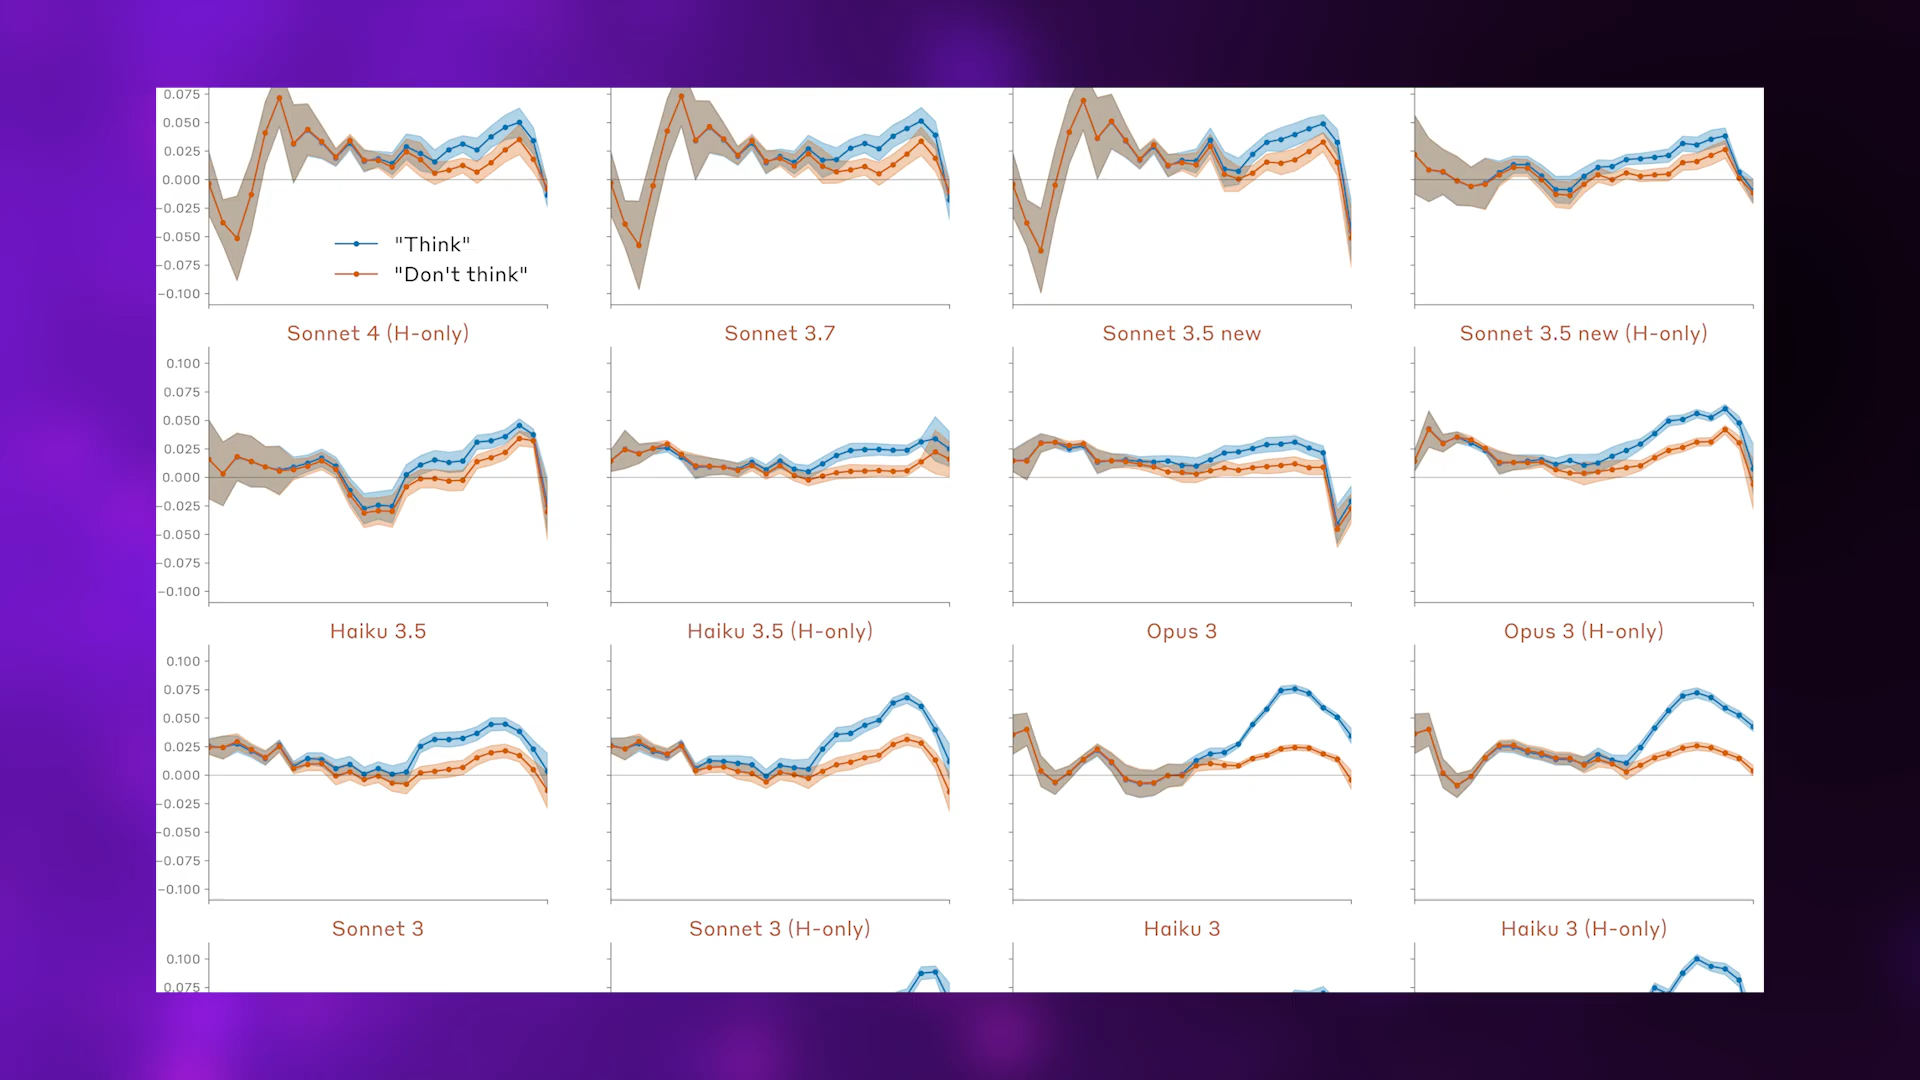 0.075
0.050
0.025
0.000
−0.025
−0.050
−0.075
−0.100
"Think"
"Don't think"
Sonnet 4 (H-only)
Sonnet 3.7
Sonnet 3.5 new
Sonnet 3.5 new (H-only)
0.100
0.075
0.050
0.025
0.000
−0.025
−0.050
−0.075
−0.100
Haiku 3.5
Haiku 3.5 (H-only)
Opus 3
Opus 3 (H-only)
0.100
0.075
0.050
0.025
0.000
−0.025
−0.050
−0.075
−0.100
Sonnet 3
Sonnet 3 (H-only)
Haiku 3
Haiku 3 (H-only)
0.100
0.075